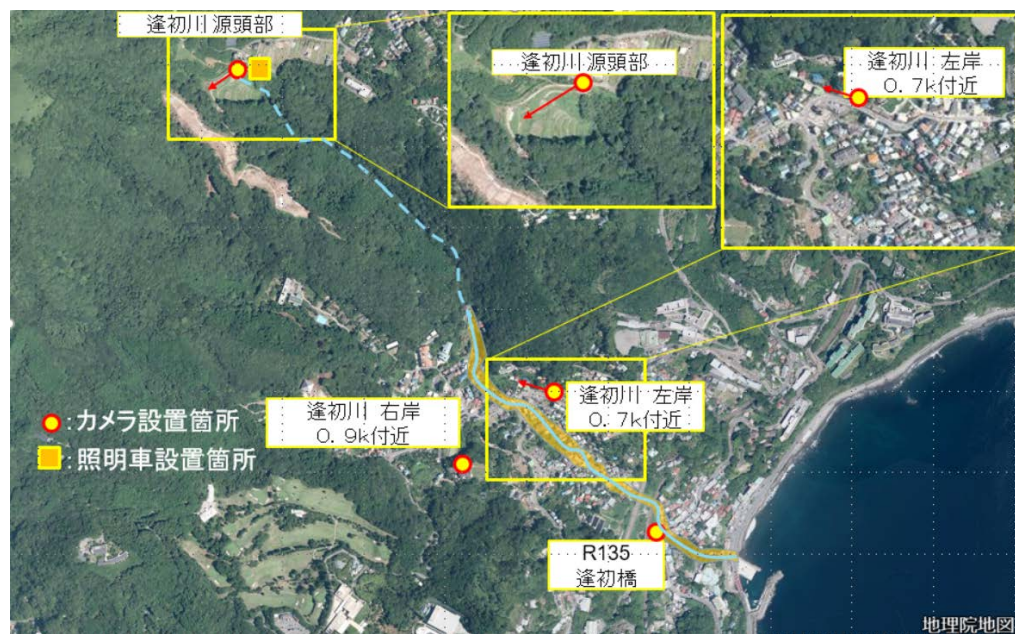 逢初川 源頭部
逢初川 源頭部
逢初川 左岸
0. 7k付近
逢初川 右岸
0. 9k付近
逢初川 左岸
0. 7k付近
:カメラ設置箇所
:照明車設置箇所
R135
逢初橋
地理院地図